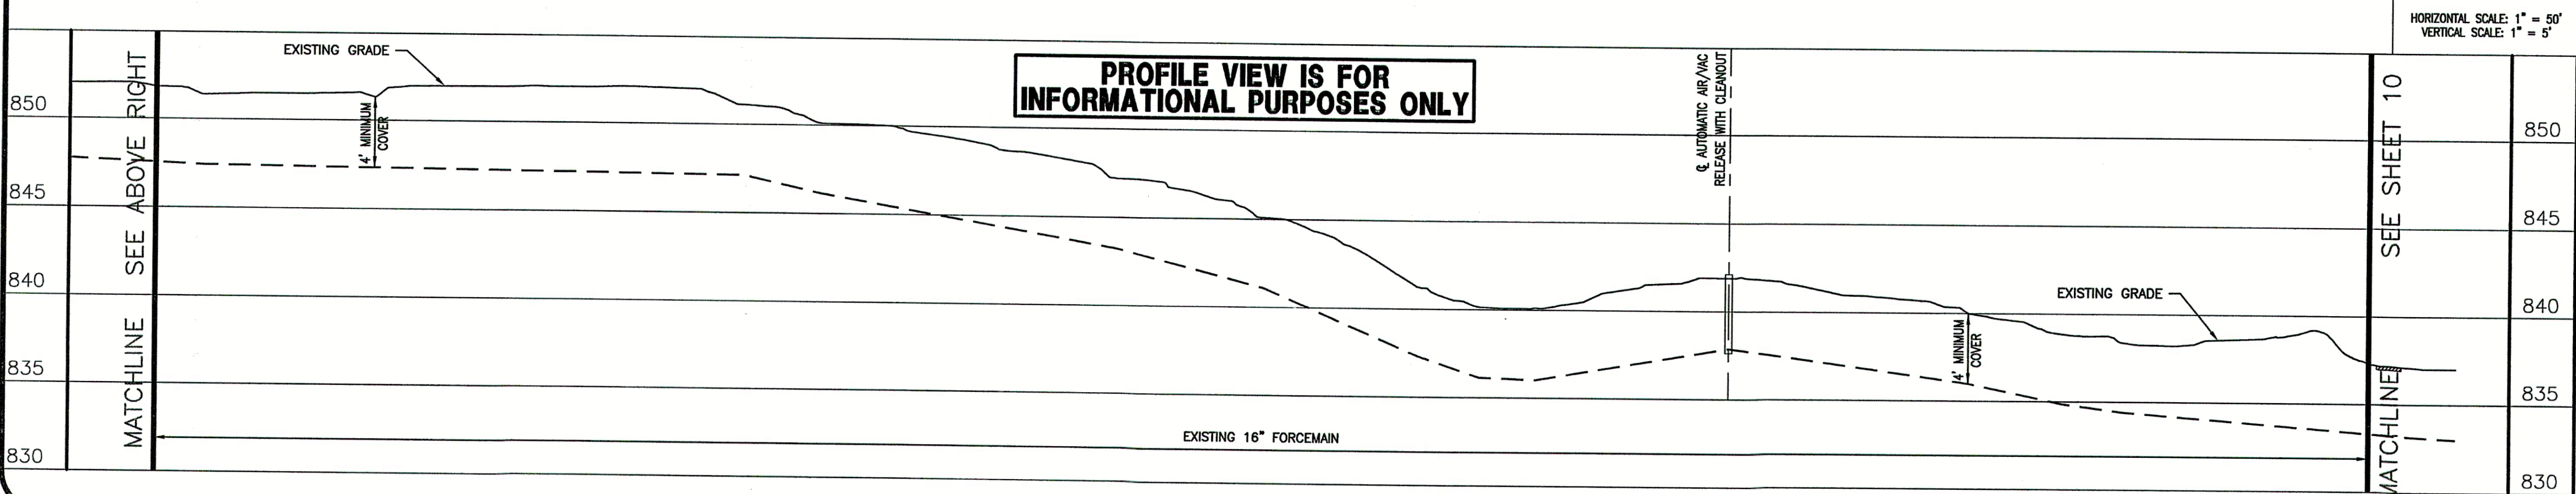 HORIZONTAL SCALE: 1" = 50'
VERTICAL SCALE: 1" = 5'
EXISTING GRADE
PROFILE VIEW IS FOR
INFORMATIONAL PURPOSES ONLY
℄ AUTOMATIC AIR/VAC
RELEASE WITH CLEANOUT
MATCHLINE SEE ABOVE RIGHT
4' MINIMUM
COVER
850
845
840
835
830
EXISTING 16" FORCEMAIN
4' MINIMUM
COVER
EXISTING GRADE
MATCHLINE SEE SHEET 10
850
845
840
835
830